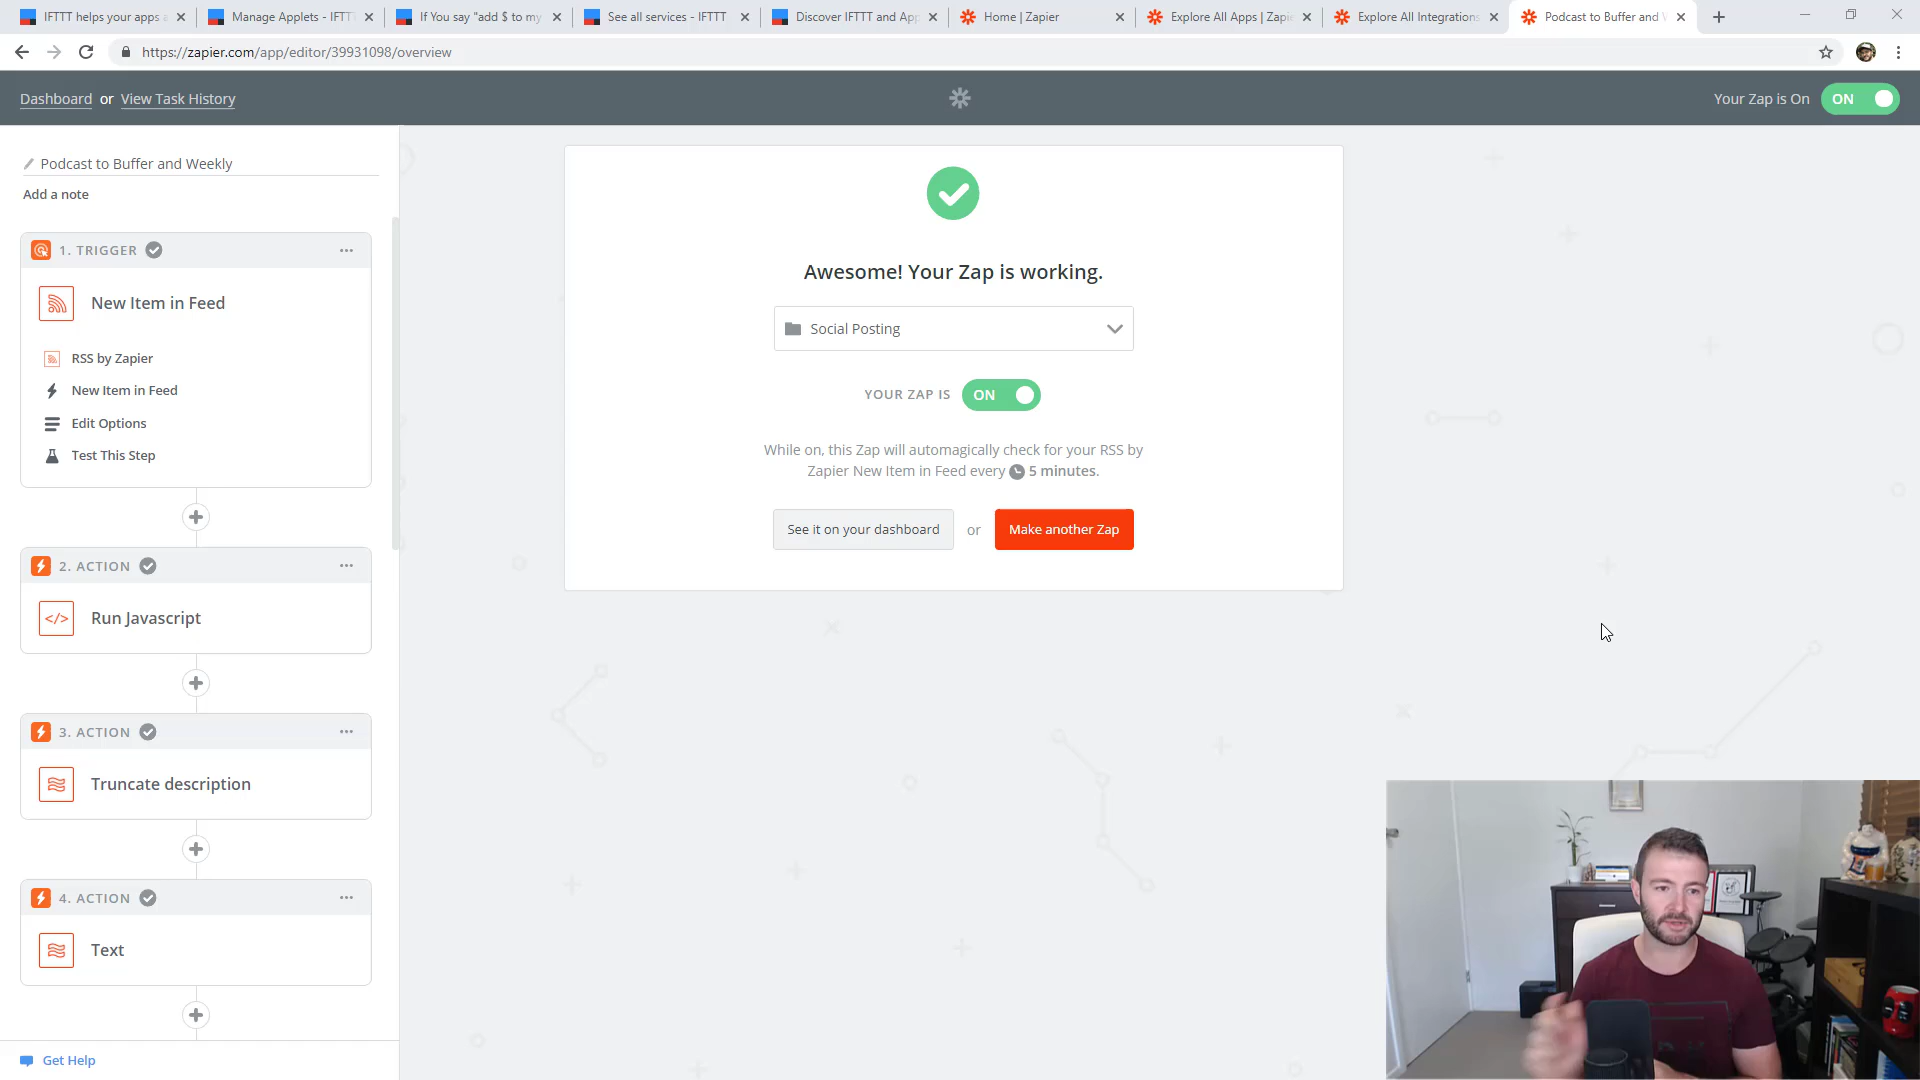 IFTTT helps your apps a
Manage Applets - IFTT
If You say "add $ to my
See all services - IFTTT
Discover IFTTT and App
Home | Zapier
Explore All Apps | Zapi
Explore All Integrations
Podcast to Buffer and W
https://zapier.com/app/editor/39931098/overview
Dashboard or View Task History
Your Zap is On ON
Podcast to Buffer and Weekly
Add a note
1. TRIGGER
New Item in Feed
RSS by Zapier
New Item in Feed
Edit Options
Test This Step
2. ACTION
</> Run Javascript
3. ACTION
Truncate description
4. ACTION
Text
Get Help
Awesome! Your Zap is working.
Social Posting
YOUR ZAP IS ON
While on, this Zap will automagically check for your RSS by
Zapier New Item in Feed every 5 minutes.
See it on your dashboard or Make another Zap